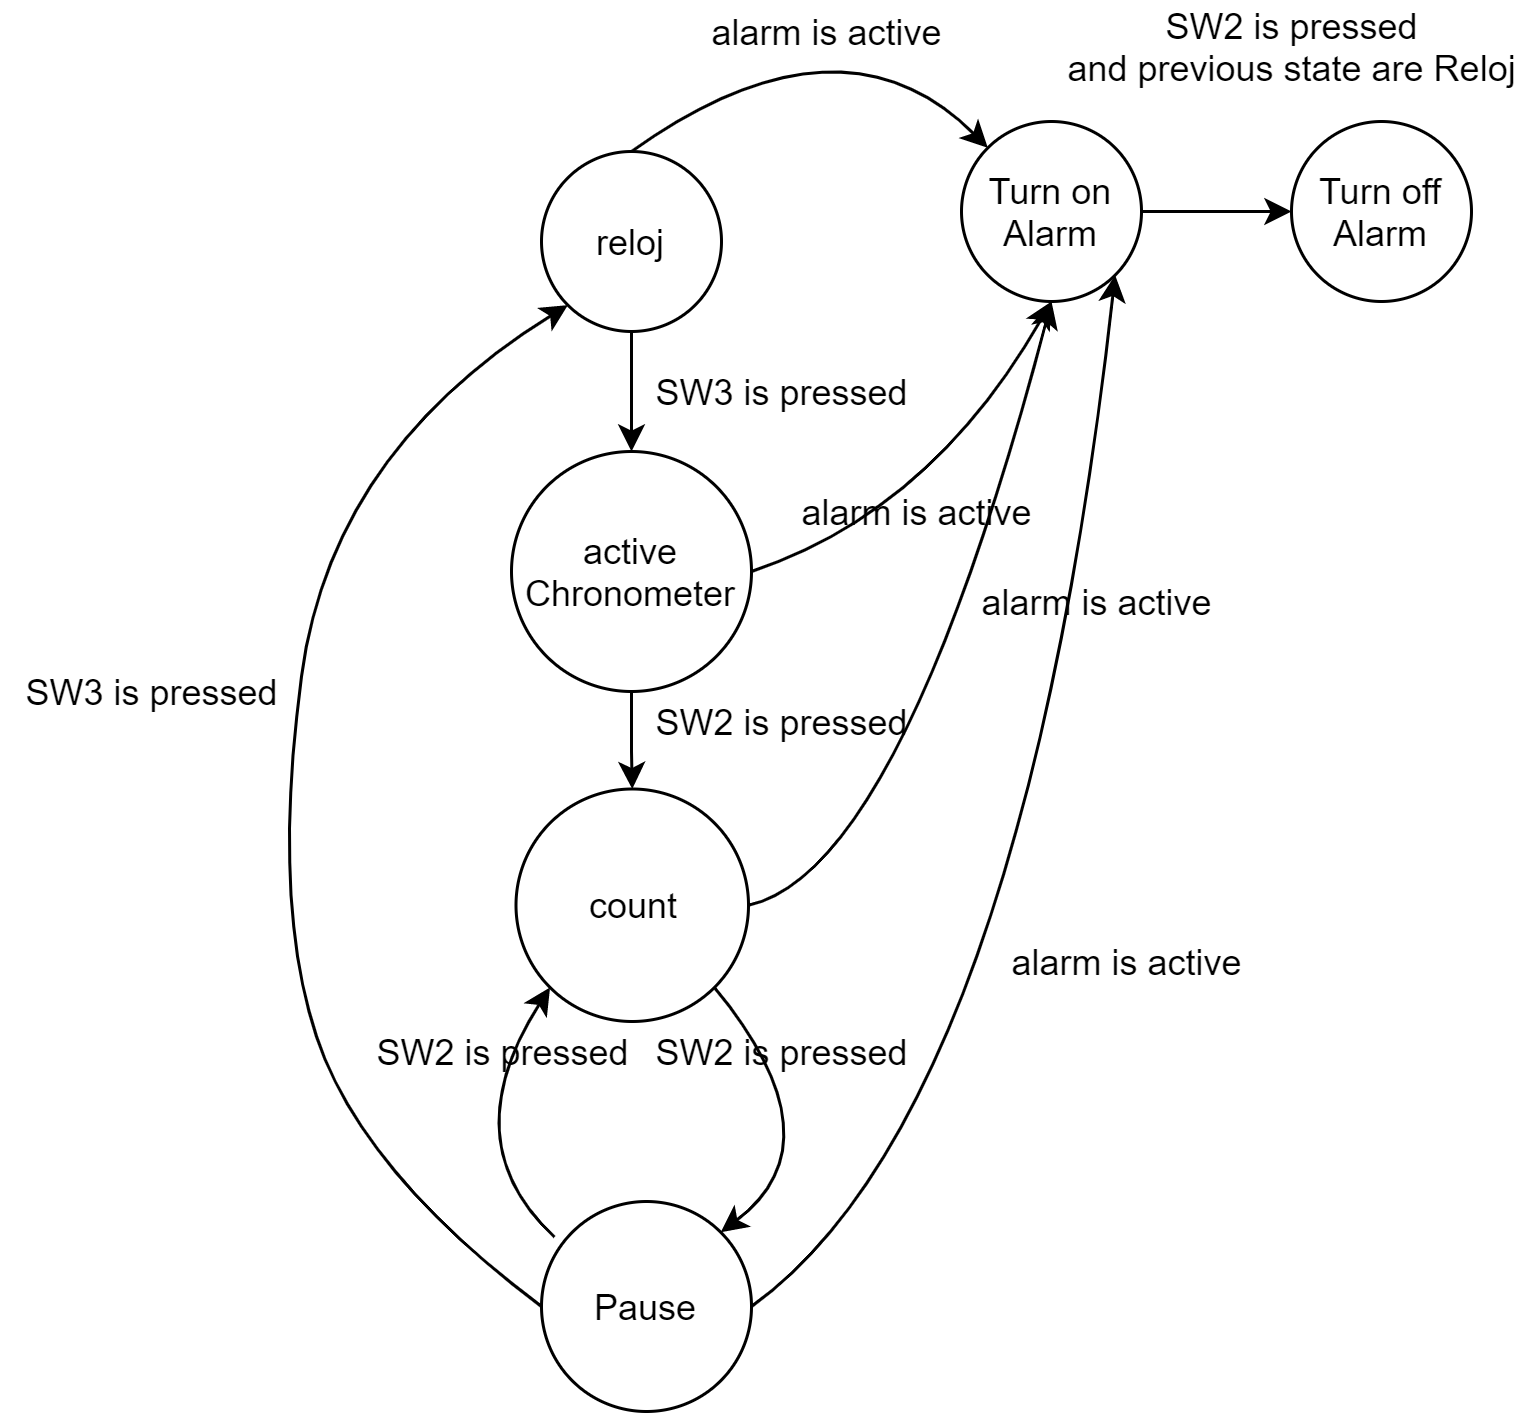 alarm is active
SW2 is pressed
and previous state are Reloj
reloj
Turn on
Alarm
Turn off
Alarm
SW3 is pressed
alarm is active
active
Chronometer
alarm is active
SW3 is pressed
SW2 is pressed
count
alarm is active
SW2 is pressed
SW2 is pressed
Pause